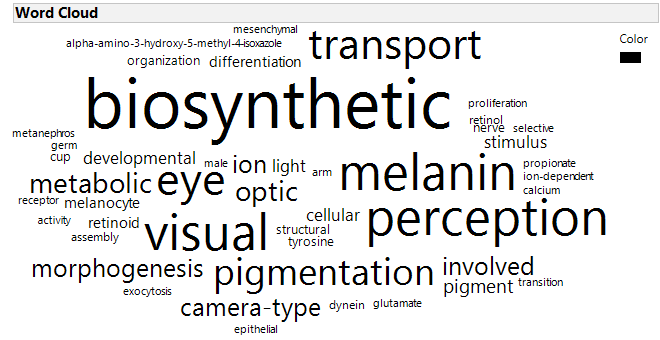 Word Cloud
mesenchymal
Color
alpha-amino-3-hydroxy-5-methyl-4-isoxazole
transport
organization differentiation
biosynthetic
proliferation
retinol
metanephros
nerve selective
germ
stimulus
cup developmental male ion light arm melanin propionate
metabolic eye optic ion-dependent
calcium
receptor melanocyte
cellular perception
activity retinoid visual structural
assembly
tyrosine
morphogenesis pigmentation involved
exocytosis
pigment transition
camera-type dynein glutamate
epithelial